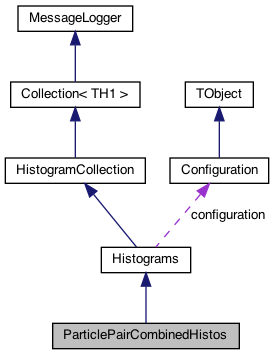 MessageLogger
Collection< TH1 >
TObject
HistogramCollection
Configuration
configuration
Histograms
ParticlePairCombinedHistos